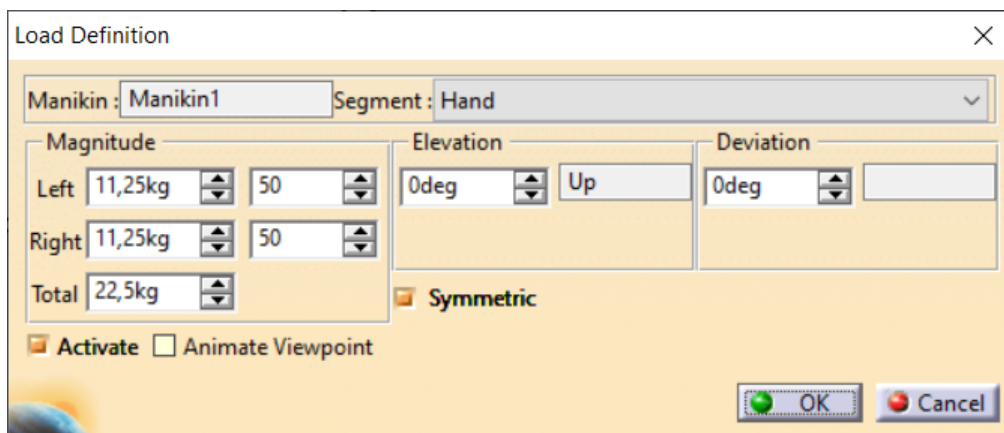 Load Definition
Manikin : Manikin1 Segment : Hand
Magnitude Elevation Deviation
Left 11,25kg 50 0deg Up 0deg
Right 11,25kg 50
Total 22,5kg Symmetric
Activate Animate Viewpoint
OK Cancel